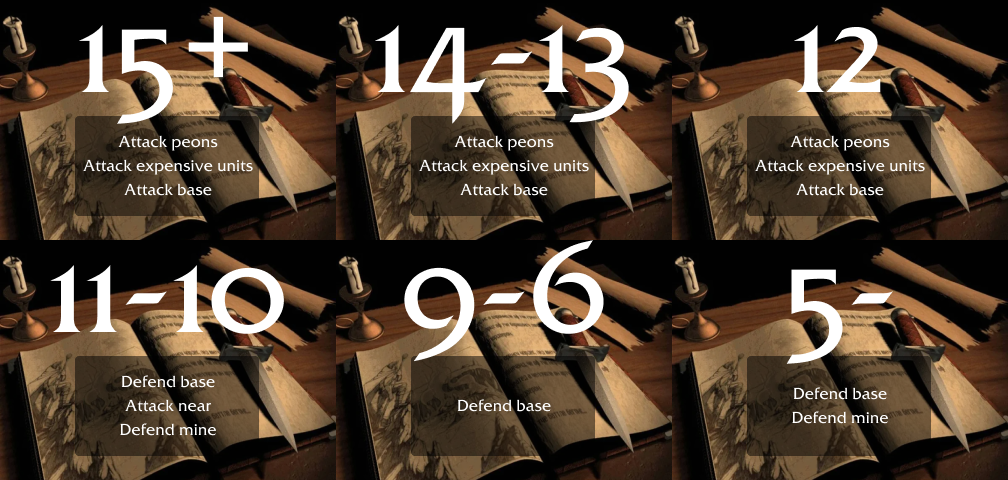 15+
Attack peons
Attack expensive units
Attack base
14-13
Attack peons
Attack expensive units
Attack base
12
Attack peons
Attack expensive units
Attack base
11-10
Defend base
Attack near
Defend mine
9-6
Defend base
5-
Defend base
Defend mine